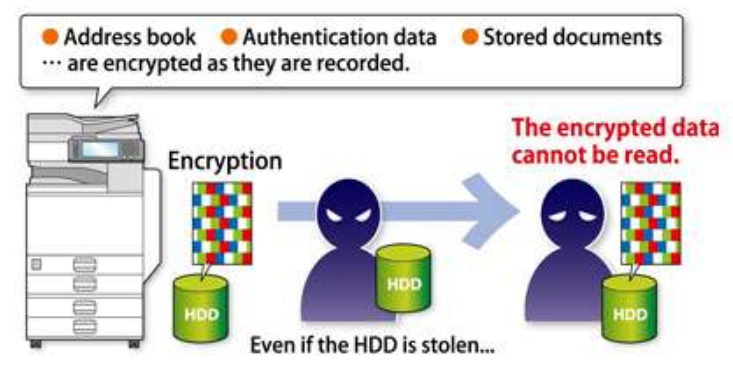 ● Address book ● Authentication data ● Stored documents
... are encrypted as they are recorded.
The encrypted data
cannot be read.
Encryption
HDD
HDD
HDD
Even if the HDD is stolen...